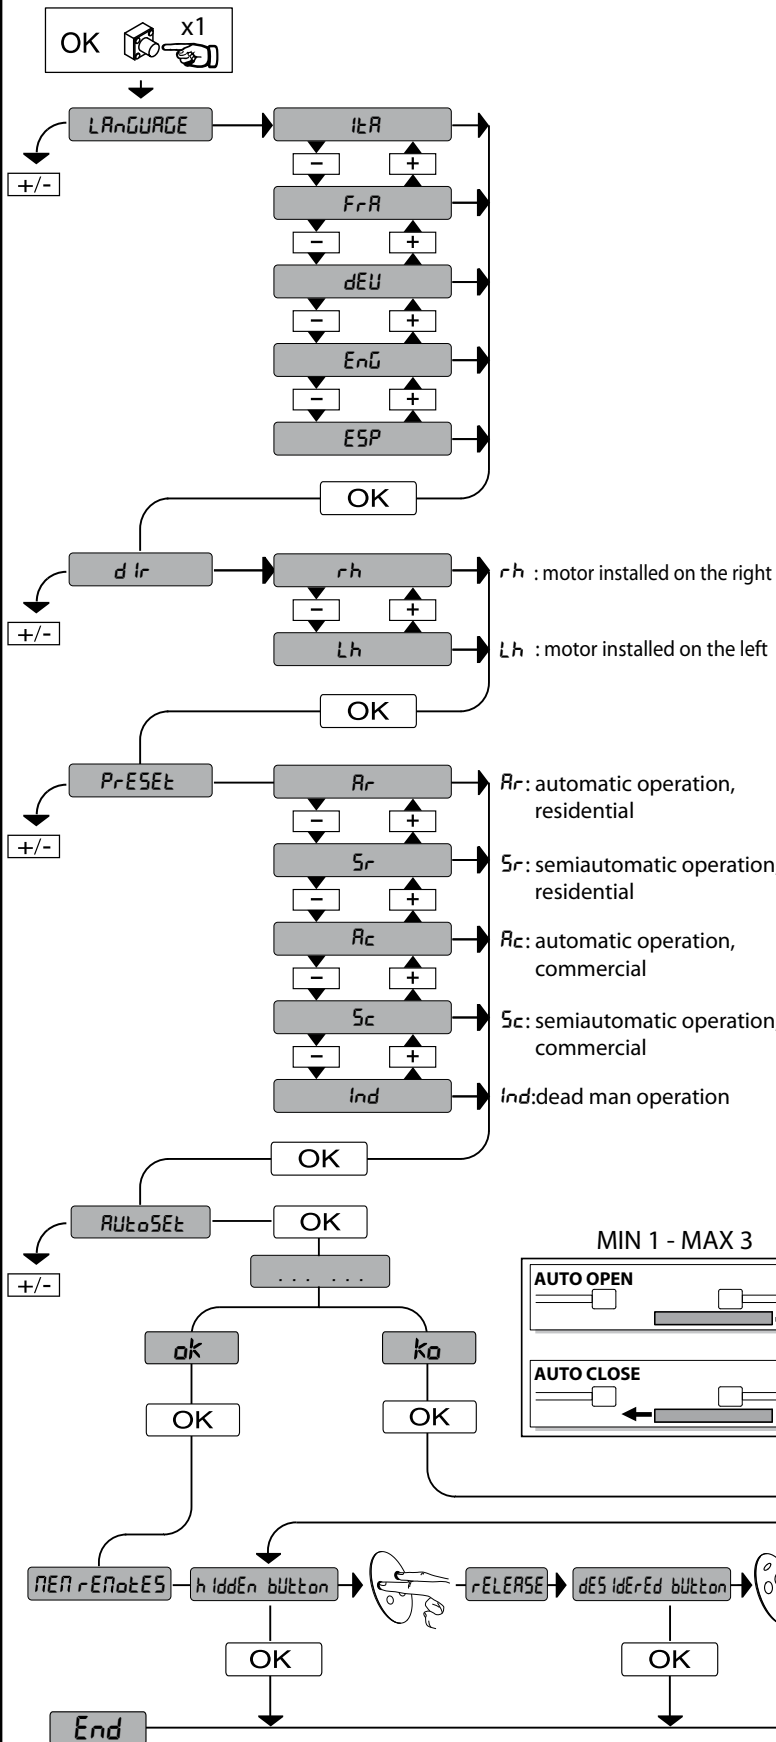 OK x1
LAnGUAGE ItA
+/-
- +
FrA
- +
dEU
- +
EnG
- +
ESP
OK
dIr rh rh : motor installed on the right
+/-
- +
Lh Lh : motor installed on the left
OK
PrESEt Ar Ar: automatic operation,
residential
+/-
- +
Sr Sr: semiautomatic operation,
residential
- +
Ac Ac: automatic operation,
commercial
- +
Sc Sc: semiautomatic operation,
commercial
- +
Ind Ind:dead man operation
OK
AUtoSEt OK
+/-
... ...
MIN 1 - MAX 3
AUTO OPEN
AUTO CLOSE
ok ko
OK OK
MEM rEMotES hIddEn bUtton rELEASE dESIdErEd bUtton
OK OK
End